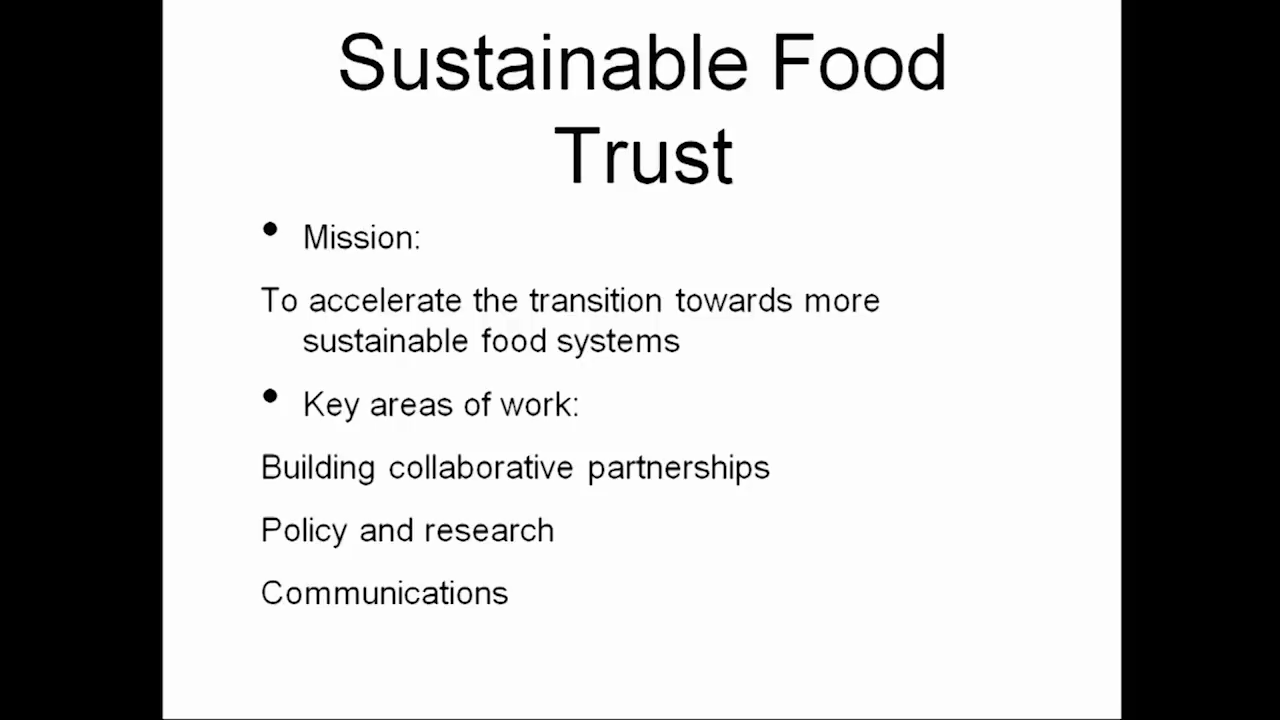 Sustainable Food
Trust
• Mission:
To accelerate the transition towards more
sustainable food systems
• Key areas of work:
Building collaborative partnerships
Policy and research
Communications